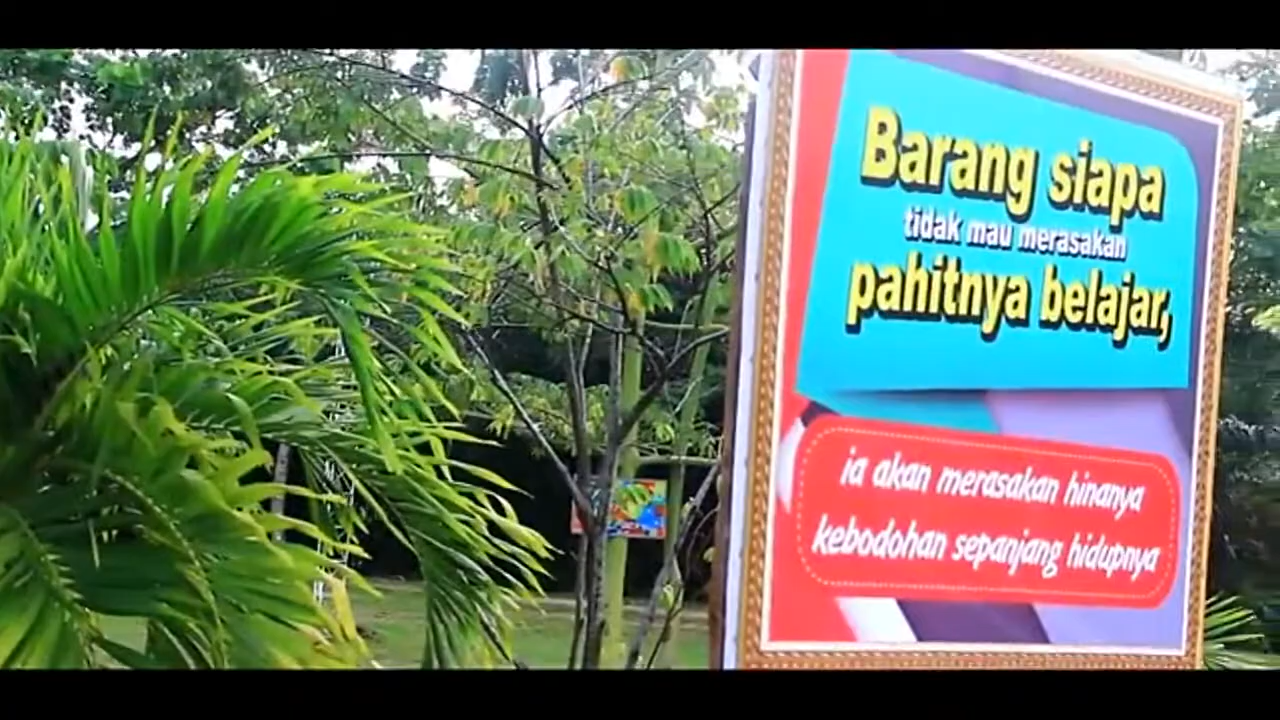 Barang siapa
tidak mau merasakan
pahitnya belajar,
ia akan merasakan hinanya
kebodohan sepanjang hidupnya